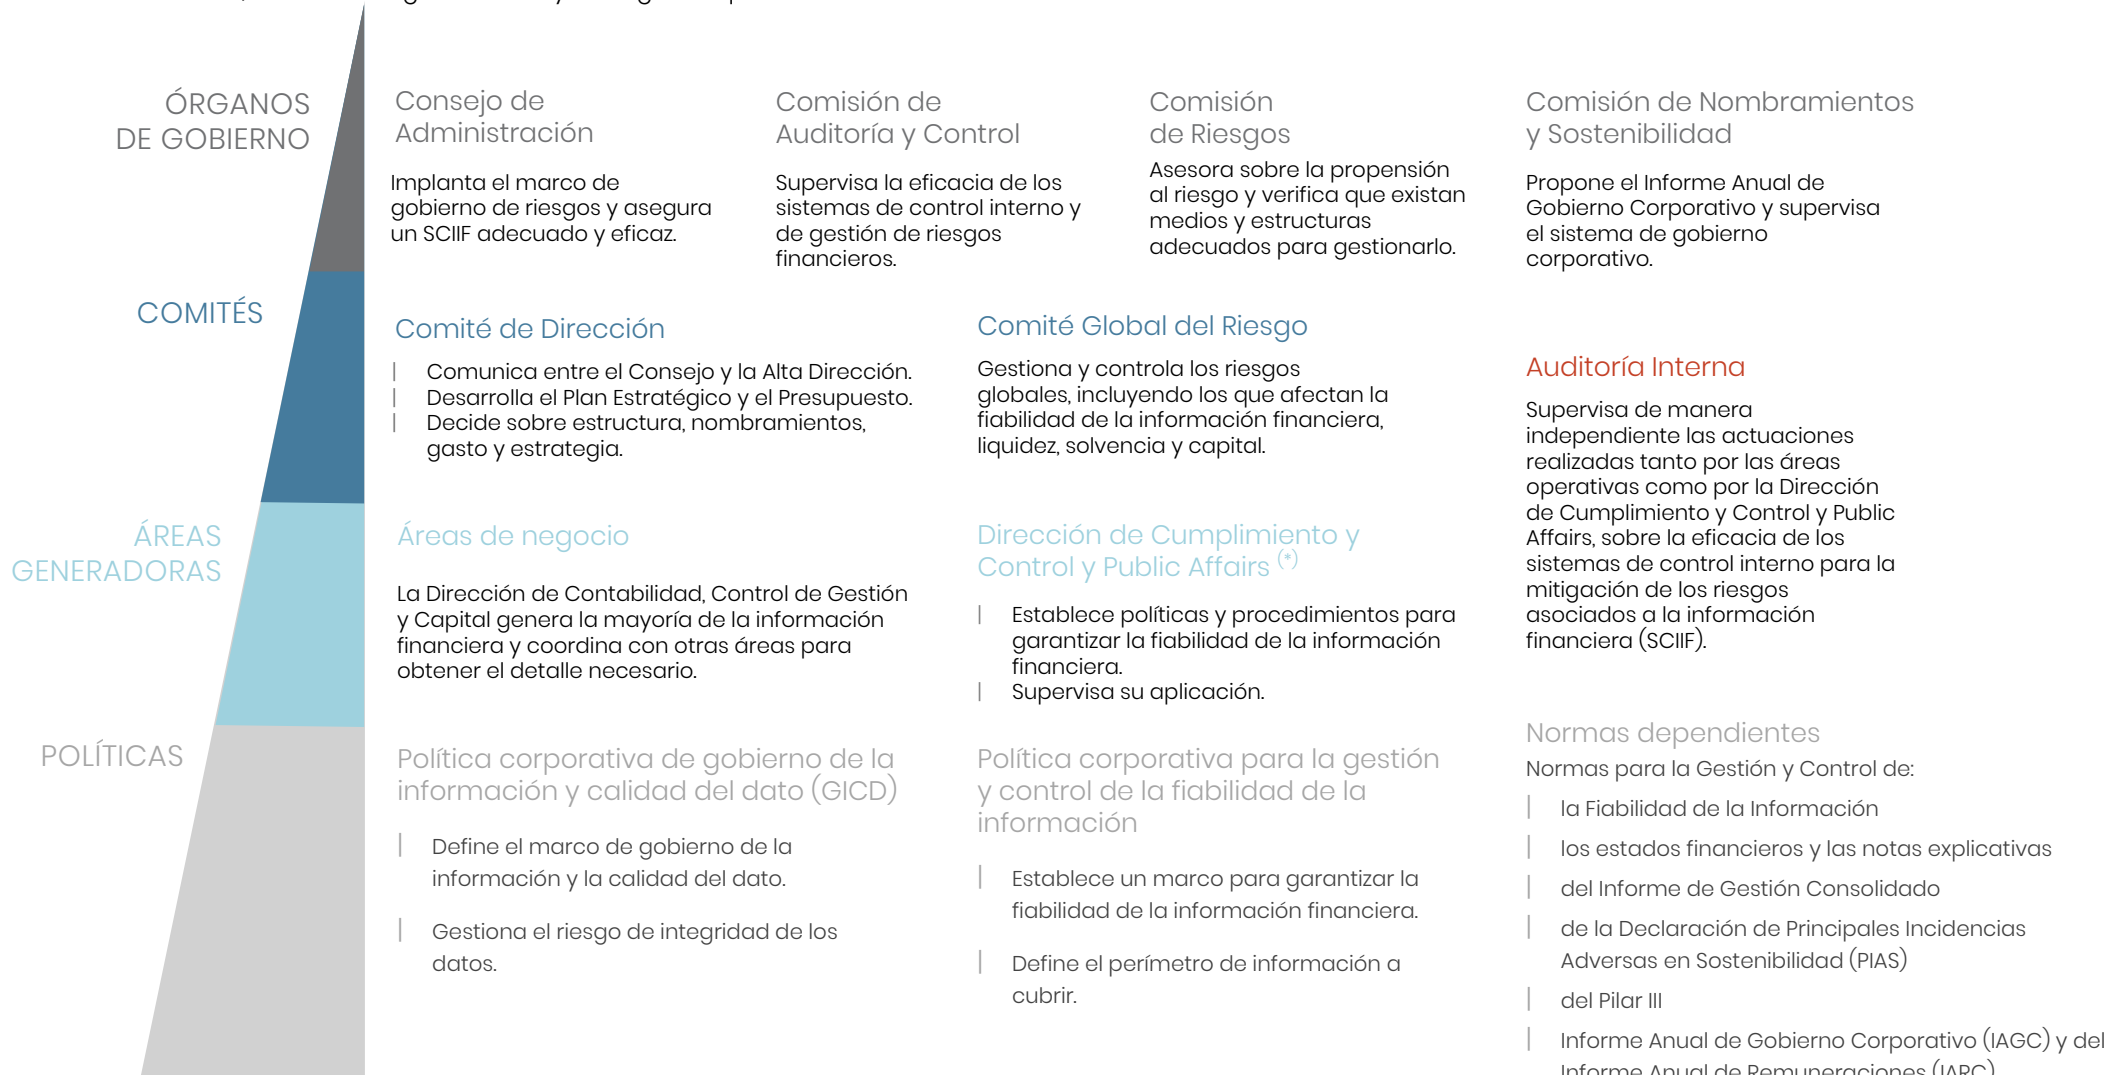 ÓRGANOS
DE GOBIERNO
Consejo de
Administración
Implanta el marco de
gobierno de riesgos y asegura
un SCIIF adecuado y eficaz.
Comisión de
Auditoría y Control
Supervisa la eficacia de los
sistemas de control interno y
de gestión de riesgos
financieros.
Comisión
de Riesgos
Asesora sobre la propensión
al riesgo y verifica que existan
medios y estructuras
adecuados para gestionarlo.
Comisión de Nombramientos
y Sostenibilidad
Propone el Informe Anual de
Gobierno Corporativo y supervisa
el sistema de gobierno
corporativo.
COMITÉS
Comité de Dirección
| Comunica entre el Consejo y la Alta Dirección.
| Desarrolla el Plan Estratégico y el Presupuesto.
| Decide sobre estructura, nombramientos,
gasto y estrategia.
Comité Global del Riesgo
Gestiona y controla los riesgos
globales, incluyendo los que afectan la
fiabilidad de la información financiera,
liquidez, solvencia y capital.
Auditoría Interna
Supervisa de manera
independiente las actuaciones
realizadas tanto por las áreas
operativas como por la Dirección
de Cumplimiento y Control y Public
Affairs, sobre la eficacia de los
sistemas de control interno para la
mitigación de los riesgos
asociados a la información
financiera (SCIIF).
ÁREAS
GENERADORAS
Áreas de negocio
La Dirección de Contabilidad, Control de Gestión
y Capital genera la mayoría de la información
financiera y coordina con otras áreas para
obtener el detalle necesario.
Dirección de Cumplimiento y
Control y Public Affairs (*)
| Establece políticas y procedimientos para
garantizar la fiabilidad de la información
financiera.
| Supervisa su aplicación.
POLÍTICAS
Política corporativa de gobierno de la
información y calidad del dato (GICD)
| Define el marco de gobierno de la
información y la calidad del dato.
| Gestiona el riesgo de integridad de los
datos.
Política corporativa para la gestión
y control de la fiabilidad de la
información
| Establece un marco para garantizar la
fiabilidad de la información financiera.
| Define el perímetro de información a
cubrir.
Normas dependientes
Normas para la Gestión y Control de:
| la Fiabilidad de la Información
| los estados financieros y las notas explicativas
| del Informe de Gestión Consolidado
| de la Declaración de Principales Incidencias
Adversas en Sostenibilidad (PIAS)
| del Pilar III
| Informe Anual de Gobierno Corporativo (IAGC) y del
Informe Anual de Remuneraciones (IARC)